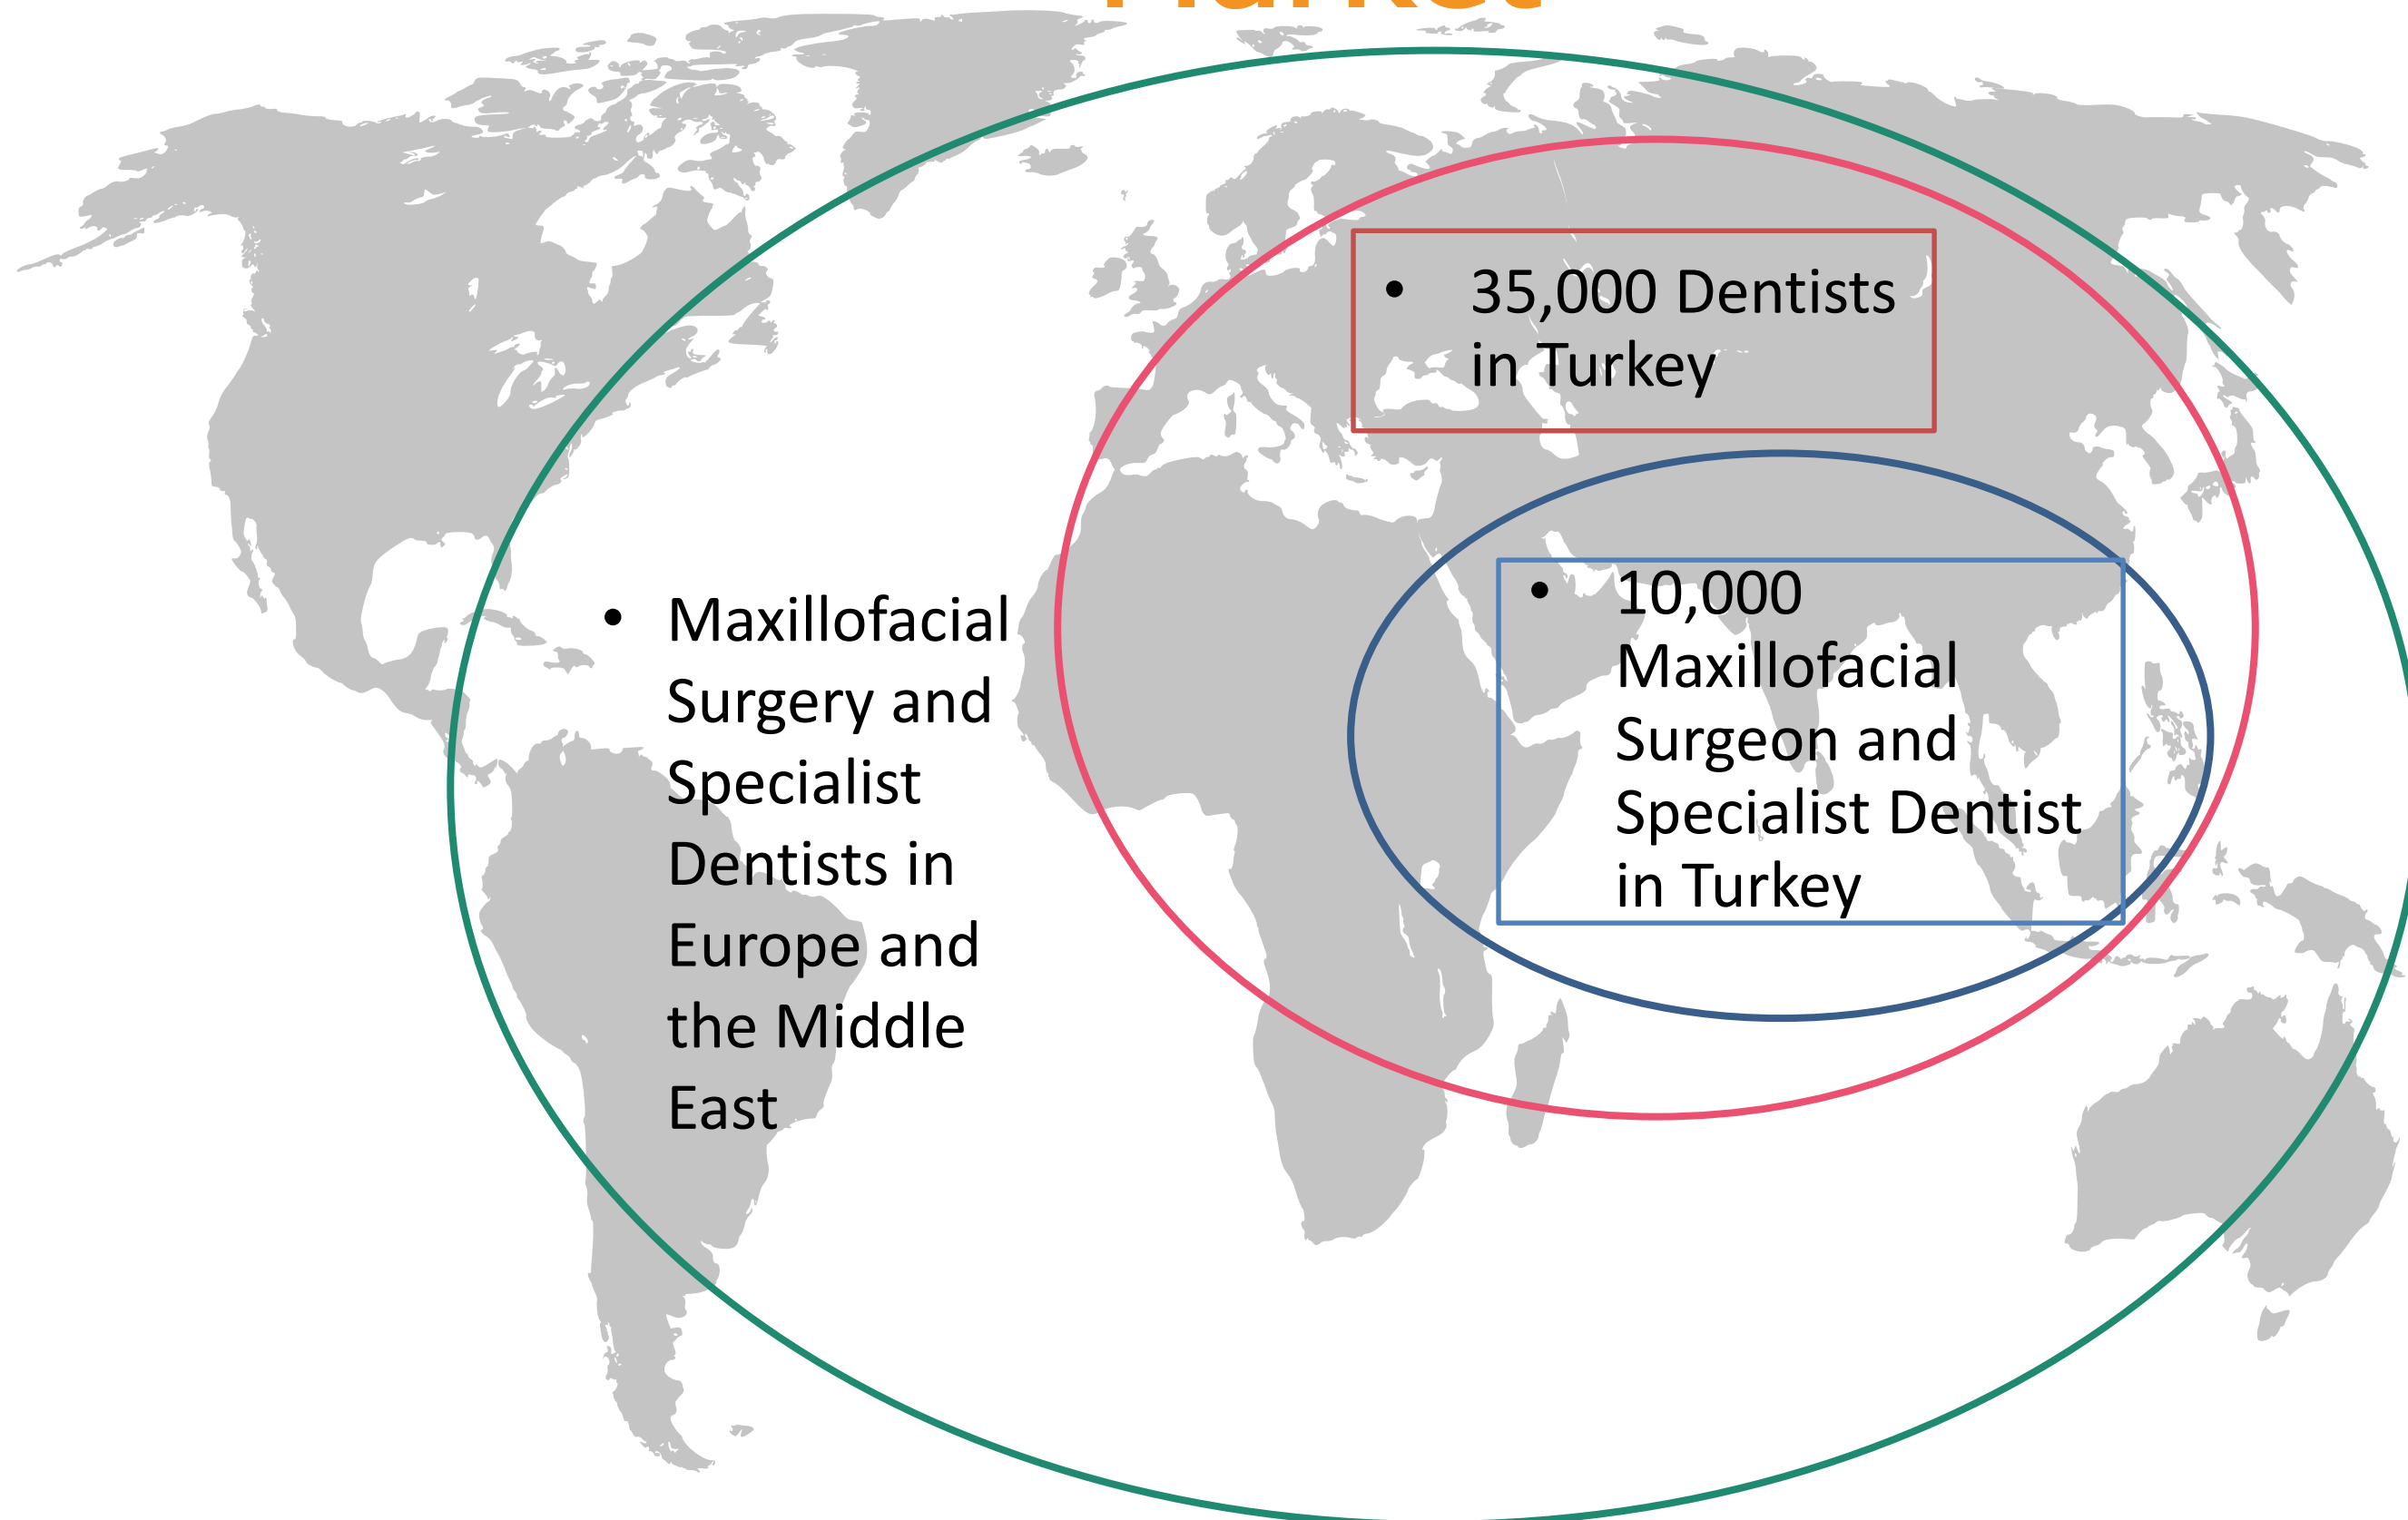 Market
• 35,000 Dentists
in Turkey
• Maxillofacial
Surgery and
Specialist
Dentists in
Europe and
the Middle
East
• 10,000
Maxillofacial
Surgeon and
Specialist Dentist
in Turkey